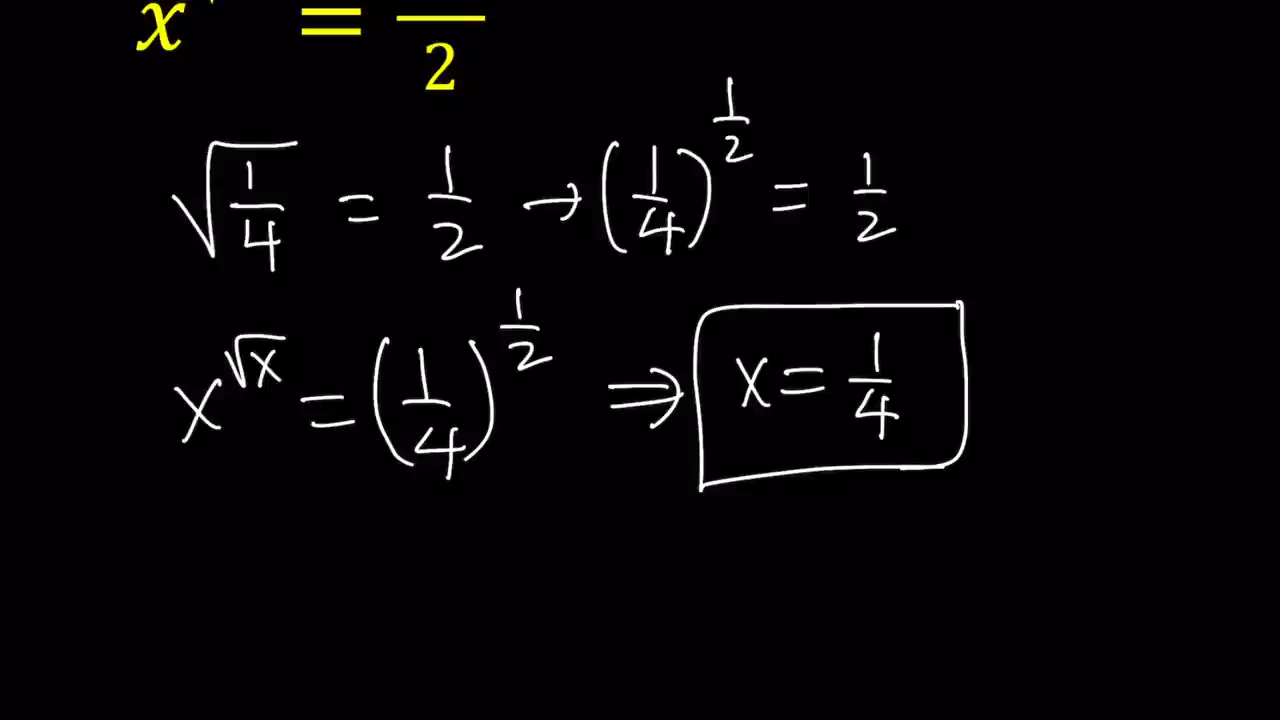 x = — 2
√(1/4) = 1/2 → (1/4)^(1/2) = 1/2
x^√x = (1/4)^(1/2) ⇒ x = 1/4